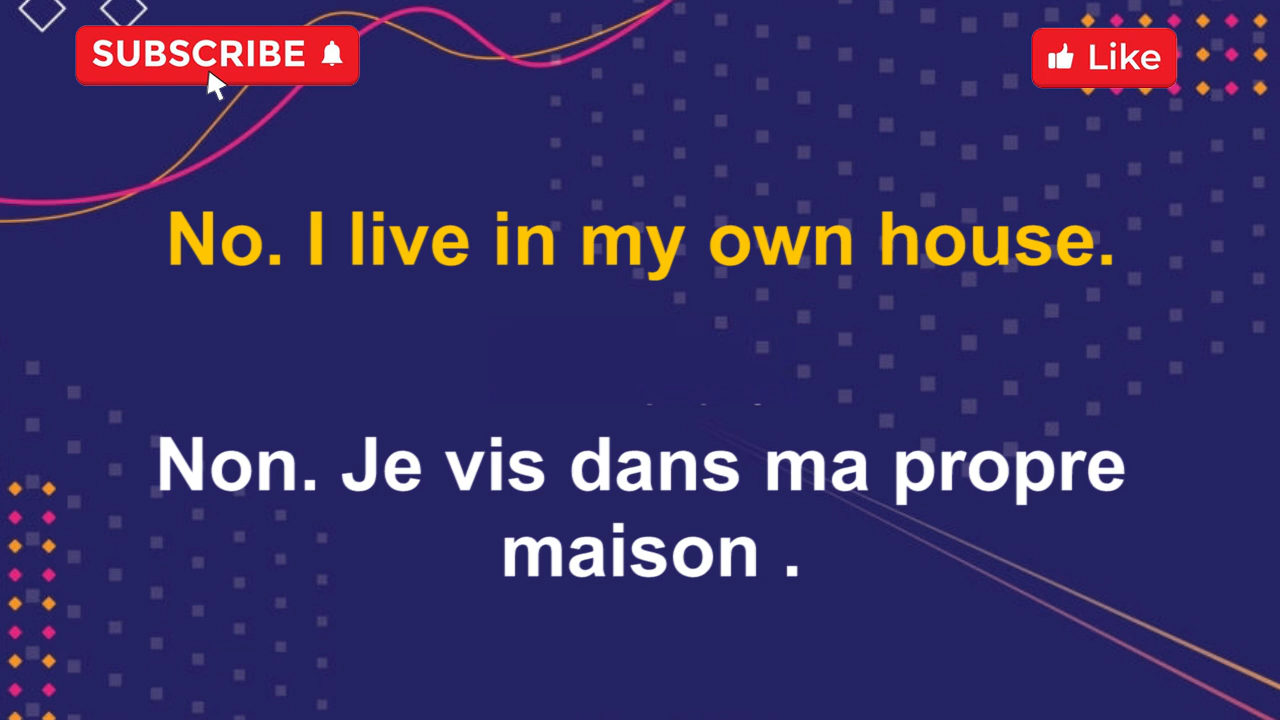 SUBSCRIBE
Like
No. I live in my own house.
Non. Je vis dans ma propre
maison .